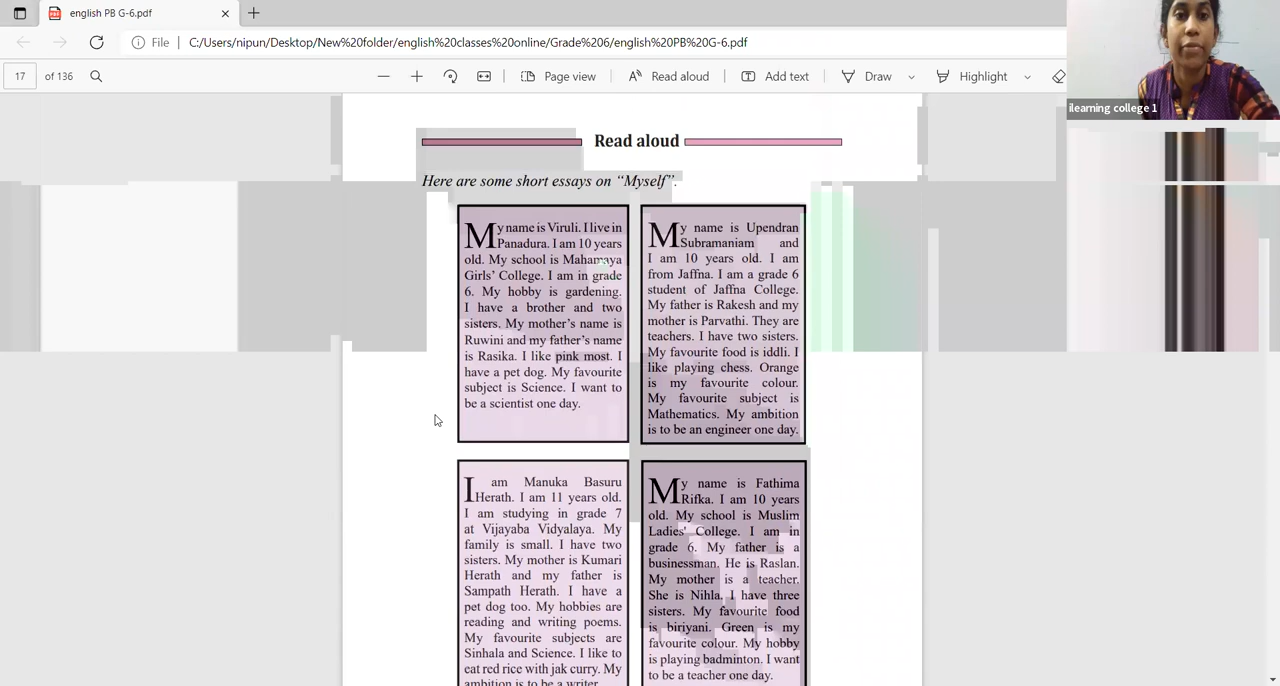 english PB G-6.pdf
File
C:/Users/nipun/Desktop/New%20folder/english%20classes%20online/Grade%206/english%20PB%20G-6.pdf
17 of 136
Page view
Read aloud
Add text
Draw
Highlight
ilearning college 1
Read aloud
Here are some short essays on “Myself”.
My name is Viruli. I live in
Panadura. I am 10 years
old. My school is Mahamaya
Girls’ College. I am in grade
6. My hobby is gardening.
I have a brother and two
sisters. My mother’s name is
Ruwini and my father’s name
is Rasika. I like pink most. I
have a pet dog. My favourite
subject is Science. I want to
be a scientist one day.
My name is Upendran
Subramaniam and
I am 10 years old. I am
from Jaffna. I am a grade 6
student of Jaffna College.
My father is Rakesh and my
mother is Parvathi. They are
teachers. I have two sisters.
My favourite food is iddli. I
like playing chess. Orange
is my favourite colour.
My favourite subject is
Mathematics. My ambition
is to be an engineer one day.
I am Manuka Basuru
Herath. I am 11 years old.
I am studying in grade 7
at Vijayaba Vidyalaya. My
family is small. I have two
sisters. My mother is Kumari
Herath and my father is
Sampath Herath. I have a
pet dog too. My hobbies are
reading and writing poems.
My favourite subjects are
Sinhala and Science. I like to
eat red rice with jak curry. My
ambition is to be a writer
My name is Fathima
Rifka. I am 10 years
old. My school is Muslim
Ladies' College. I am in
grade 6. My father is a
businessman. He is Raslan.
My mother is a teacher.
She is Nihla. I have three
sisters. My favourite food
is biriyani. Green is my
favourite colour. My hobby
is playing badminton. I want
to be a teacher one day.